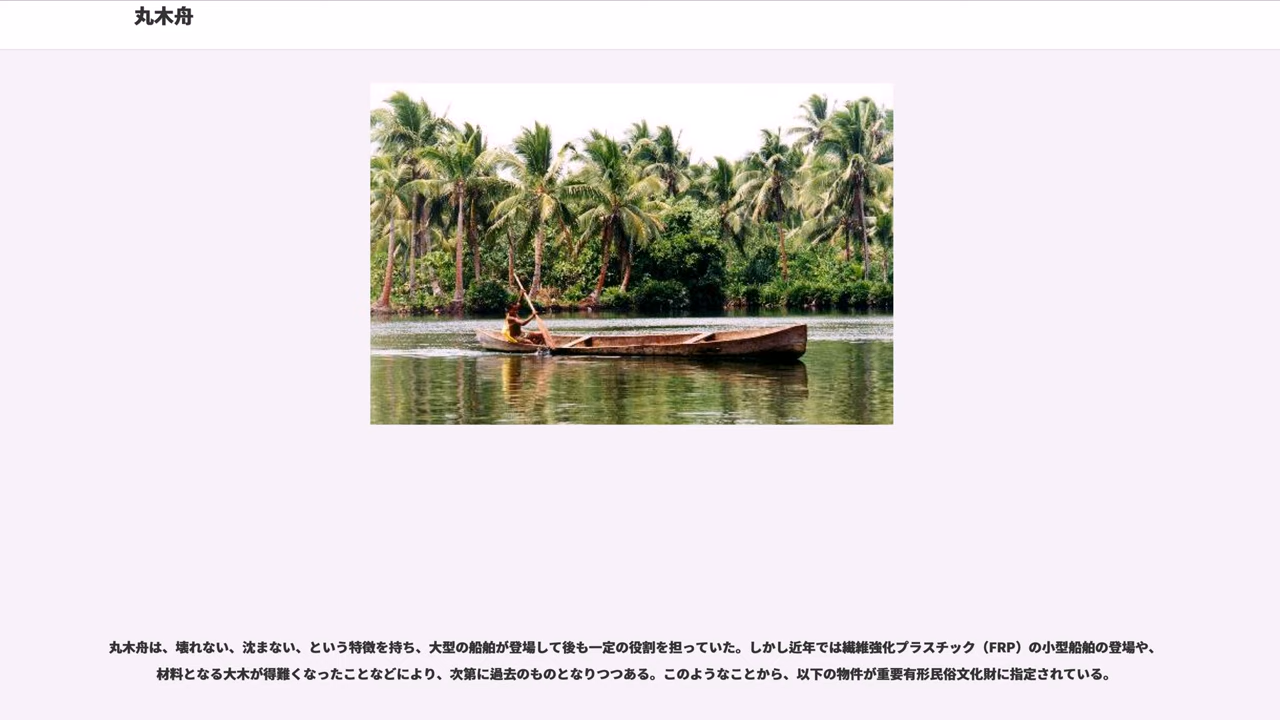 丸木舟
丸木舟は、壊れない、沈まない、という特徴を持ち、大型の船舶が登場して後も一定の役割を担っていた。しかし近年では繊維強化プラスチック（FRP）の小型船舶の登場や、
材料となる大木が得難くなったことなどにより、次第に過去のものとなりつつある。このようなことから、以下の物件が重要有形民俗文化財に指定されている。